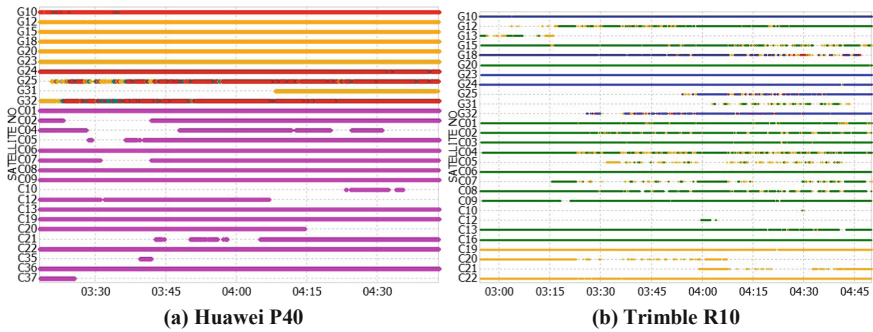 G10
G12
G15
G18
G20
G23
G24
G25
G31
G32
C01
C02
C04
C05
C06
C07
C08
C09
C10
C12
C13
C19
C20
C21
C22
C35
C36
C37
SATELLITE NO
03:30 03:45 04:00 04:15 04:30
(a) Huawei P40
G10
G12
G13
G15
G18
G20
G23
G24
G25
G31
G32
C01
C02
C03
C04
C05
C06
C07
C08
C09
C10
C12
C13
C16
C19
C20
C21
C22
SATELLITE NO
03:00 03:15 03:30 03:45 04:00 04:15 04:30 04:45
(b) Trimble R10